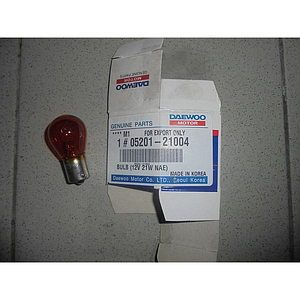 DAEWOO
MOTOR
GENUINE PARTS
**** M1 FOR EXPORT ONLY
1 # 05201-21004
BULB (12V 21W NAE)
MADE IN KOREA
Daewoo Motor Co., LTD., Seoul Korea